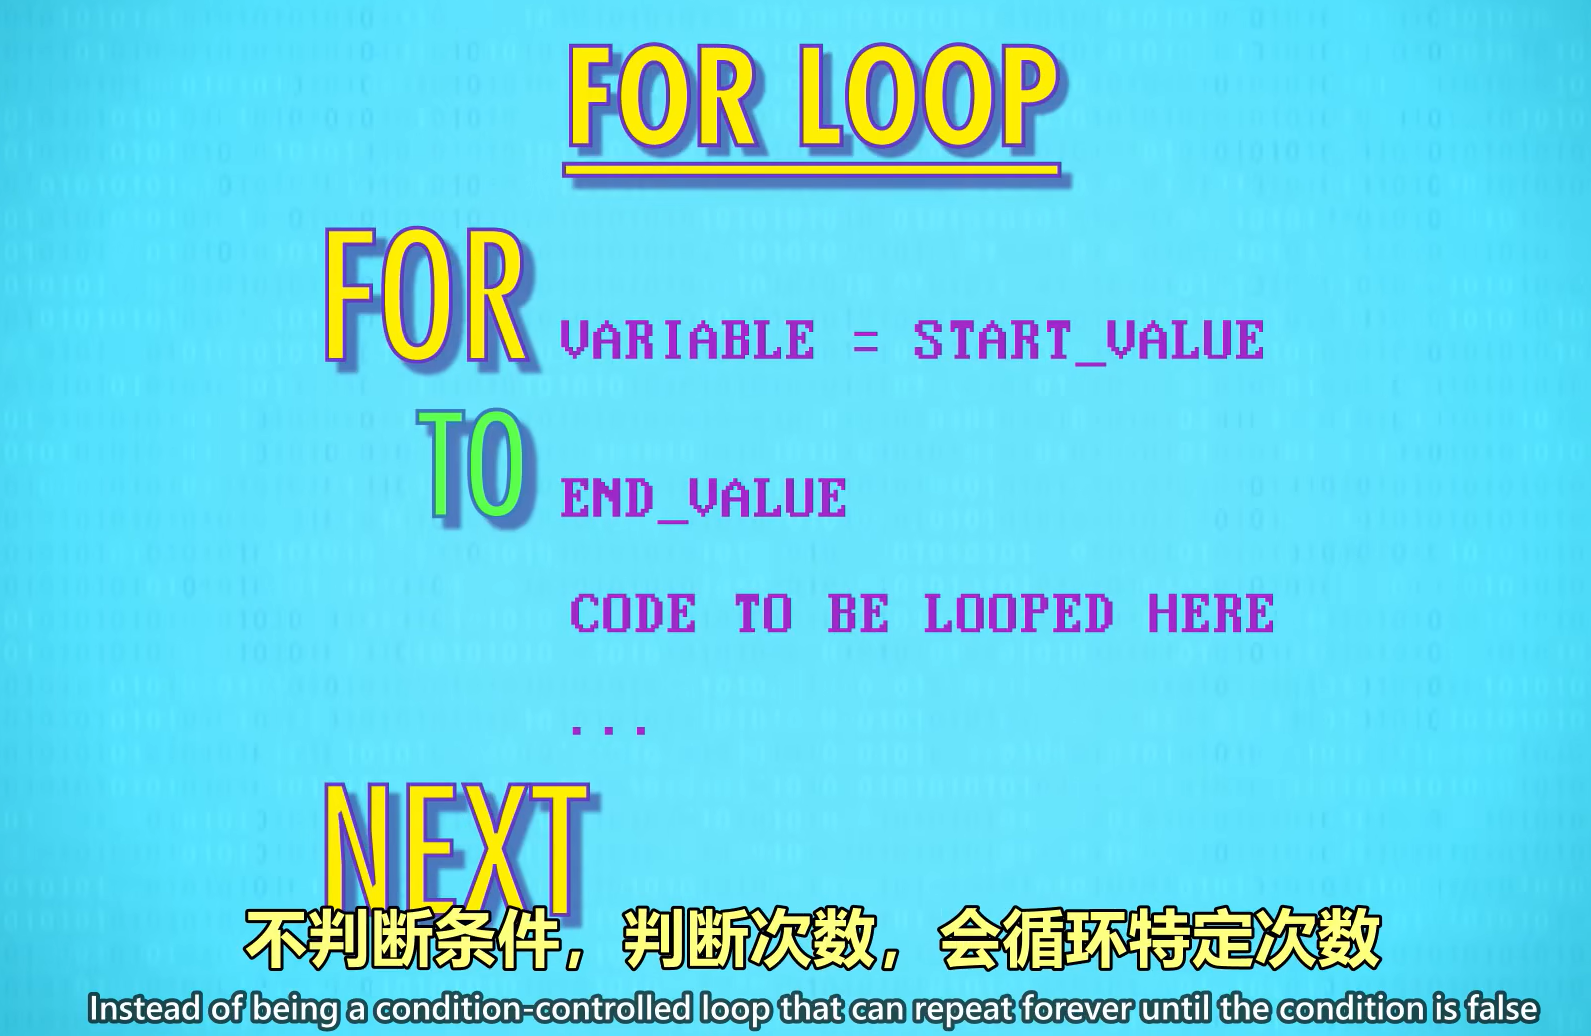 FOR LOOP
FOR VARIABLE = START_VALUE
TO END_VALUE
CODE TO BE LOOPED HERE
...
NEXT
不判断条件，判断次数，会循环特定次数
Instead of being a condition-controlled loop that can repeat forever until the condition is false